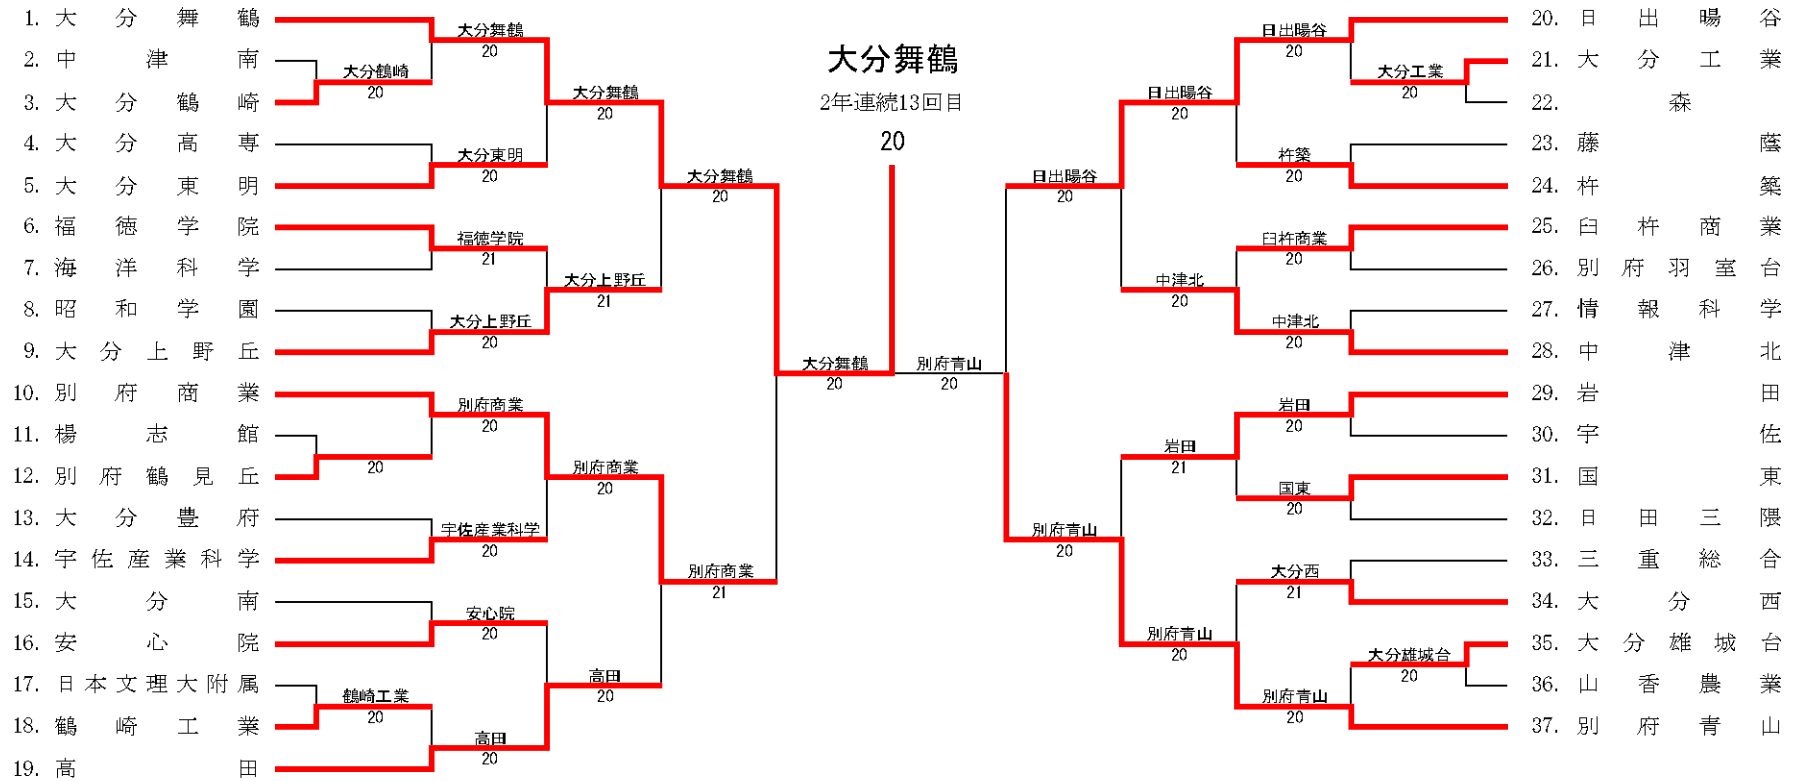 1. 大分舞鶴
2. 中津南
3. 大分鶴崎
4. 大分高専
5. 大分東明
6. 福徳学院
7. 海洋科学
8. 昭和学園
9. 大分上野丘
10. 別府商業
11. 楊志館
12. 別府鶴見丘
13. 大分豊府
14. 宇佐産業科学
15. 大分南
16. 安心院
17. 日本文理大附属
18. 鶴崎工業
19. 高田
大分鶴崎
20
20
鶴崎工業
20
大分舞鶴
20
大分東明
20
福徳学院
21
大分上野丘
20
別府商業
20
宇佐産業科学
20
安心院
20
高田
20
大分舞鶴
20
大分上野丘
21
別府商業
20
高田
20
大分舞鶴
20
別府商業
21
大分舞鶴
20
大分舞鶴
2年連続13回目
20
別府青山
20
日出暘谷
20
別府青山
20
日出暘谷
20
中津北
20
岩田
21
別府青山
20
日出暘谷
20
杵築
20
臼杵商業
20
中津北
20
岩田
20
国東
20
大分西
21
別府青山
20
大分工業
20
大分雄城台
20
20. 日出暘谷
21. 大分工業
22. 森
23. 藤蔭
24. 杵築
25. 臼杵商業
26. 別府羽室台
27. 情報科学
28. 中津北
29. 岩田
30. 宇佐
31. 国東
32. 日田三隈
33. 三重総合
34. 大分西
35. 大分雄城台
36. 山香農業
37. 別府青山